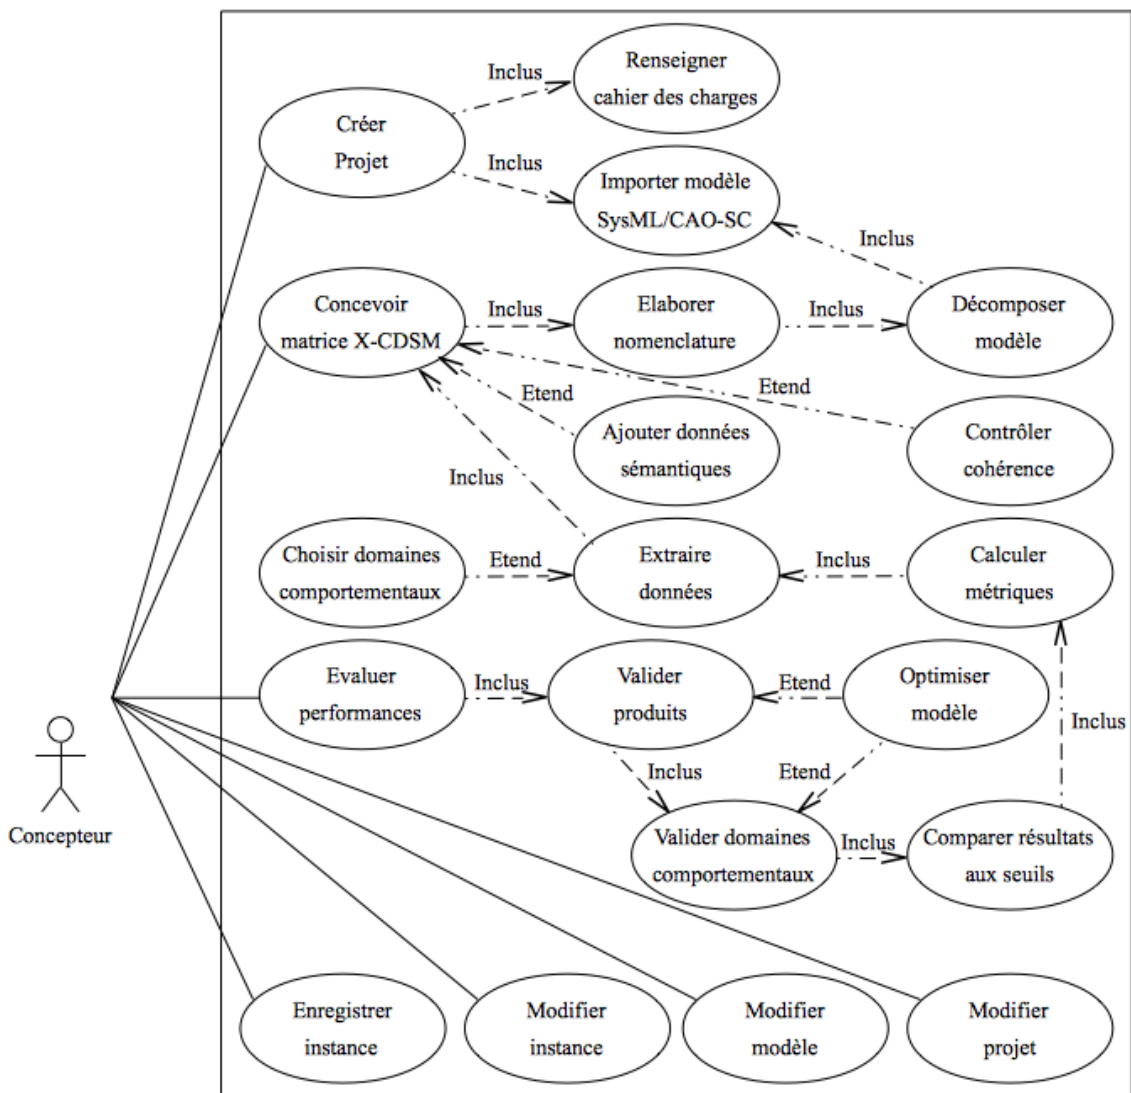 Inclus
Renseigner
cahier des charges
Créer
Projet
Inclus
Importer modèle
SysML/CAO-SC
Inclus
Concevoir
matrice X-CDSM
Inclus
Elaborer
nomenclature
Inclus
Décomposer
modèle
Etend
Etend
Ajouter données
sémantiques
Contrôler
cohérence
Inclus
Choisir domaines
comportementaux
Etend
Extraire
données
Inclus
Calculer
métriques
Evaluer
performances
Inclus
Valider
produits
Etend
Optimiser
modèle
Inclus
Inclus
Etend
Concepteur
Valider domaines
comportementaux
Inclus
Comparer résultats
aux seuils
Enregistrer
instance
Modifier
instance
Modifier
modèle
Modifier
projet